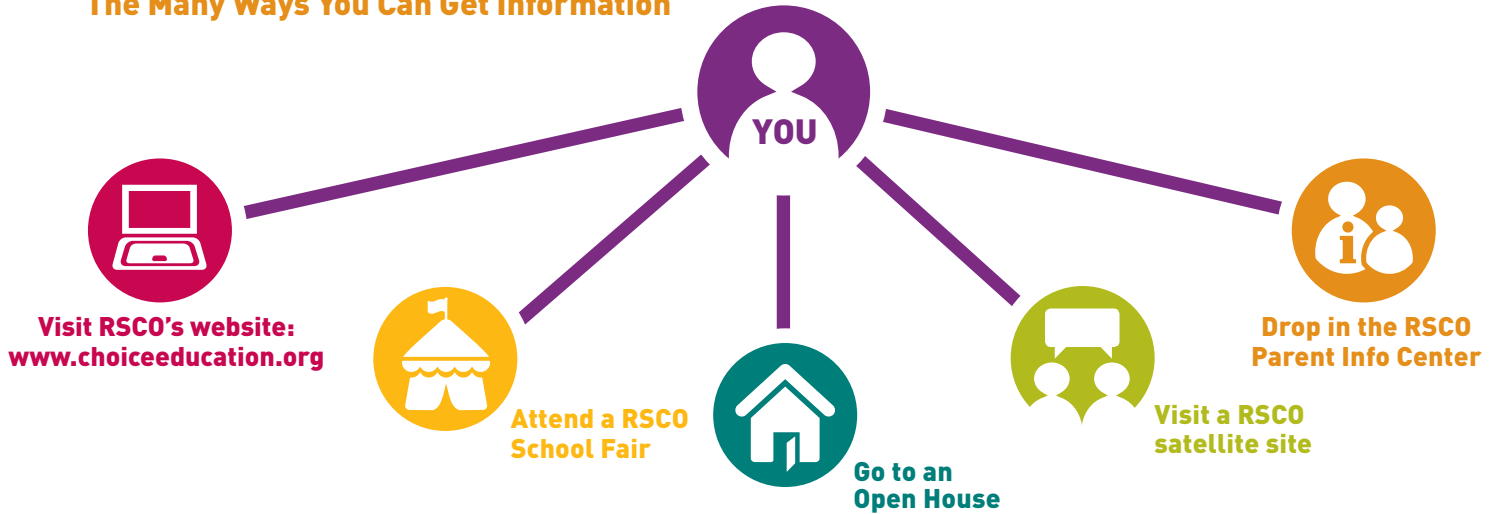 The Many Ways You Can Get Information
YOU
Visit RSCO's website:
www.choiceeducation.org
Attend a RSCO
School Fair
Go to an
Open House
Visit a RSCO
satellite site
i
Drop in the RSCO
Parent Info Center